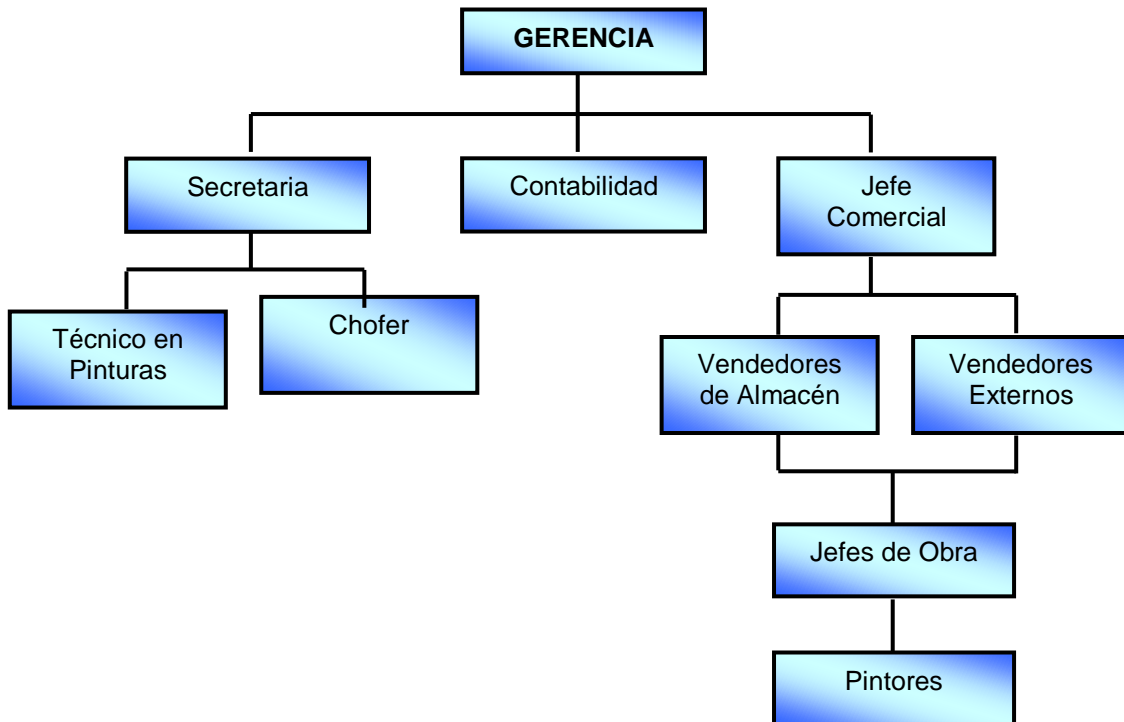 GERENCIA
Secretaria
Contabilidad
Jefe
Comercial
Técnico en
Pinturas
Chofer
Vendedores
de Almacén
Vendedores
Externos
Jefes de Obra
Pintores